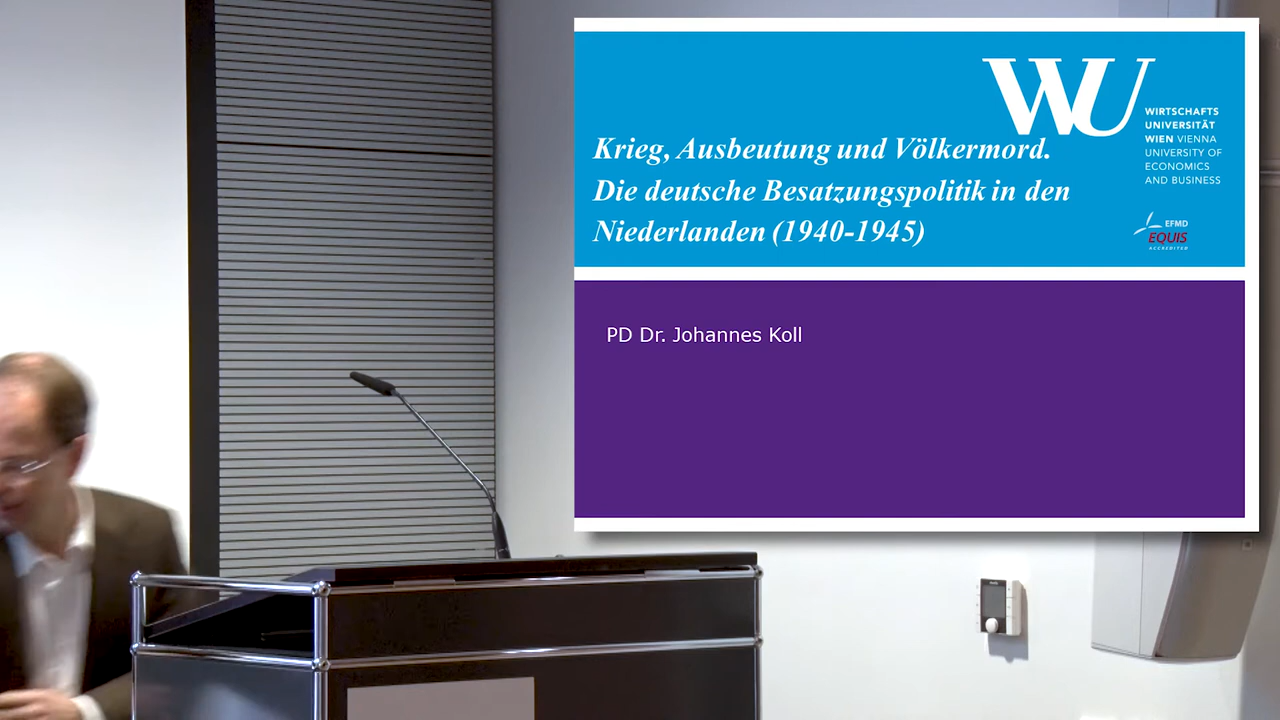 WU
WIRTSCHAFTS
UNIVERSITÄT
WIEN VIENNA
UNIVERSITY OF
ECONOMICS
AND BUSINESS
Krieg, Ausbeutung und Völkermord.
Die deutsche Besatzungspolitik in den
Niederlanden (1940-1945)
EFMD
EQUIS
ACCREDITED
PD Dr. Johannes Koll